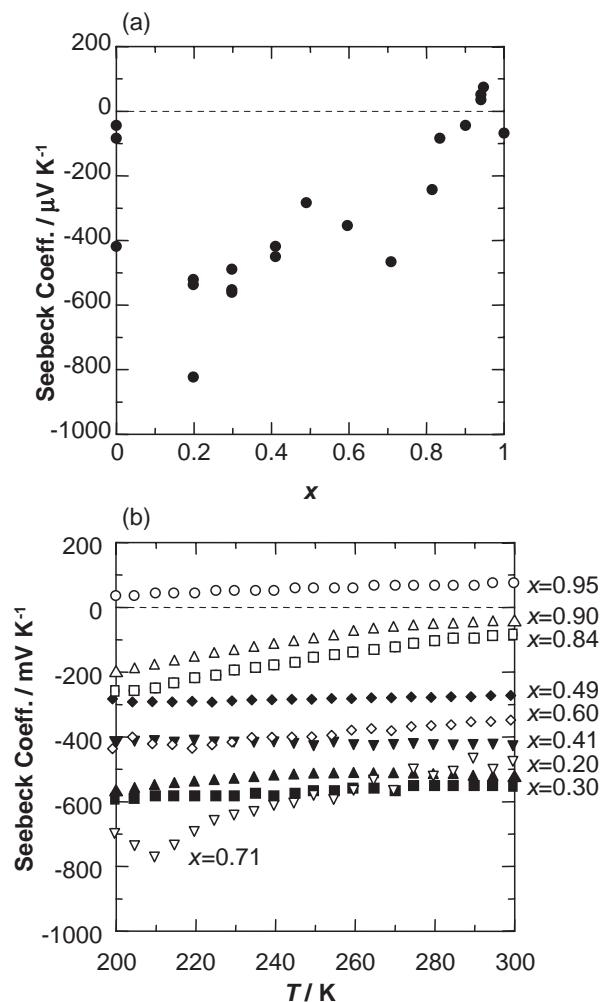 (a)
200
0
-200
-400
-600
-800
-1000
Seebeck Coeff. / μV K-1
0 0.2 0.4 0.6 0.8 1
x
(b)
200
0
-200
-400
-600
-800
-1000
Seebeck Coeff. / mV K-1
x=0.95
x=0.90
x=0.84
x=0.49
x=0.60
x=0.41
x=0.20
x=0.30
x=0.71
200 220 240 260 280 300
T / K